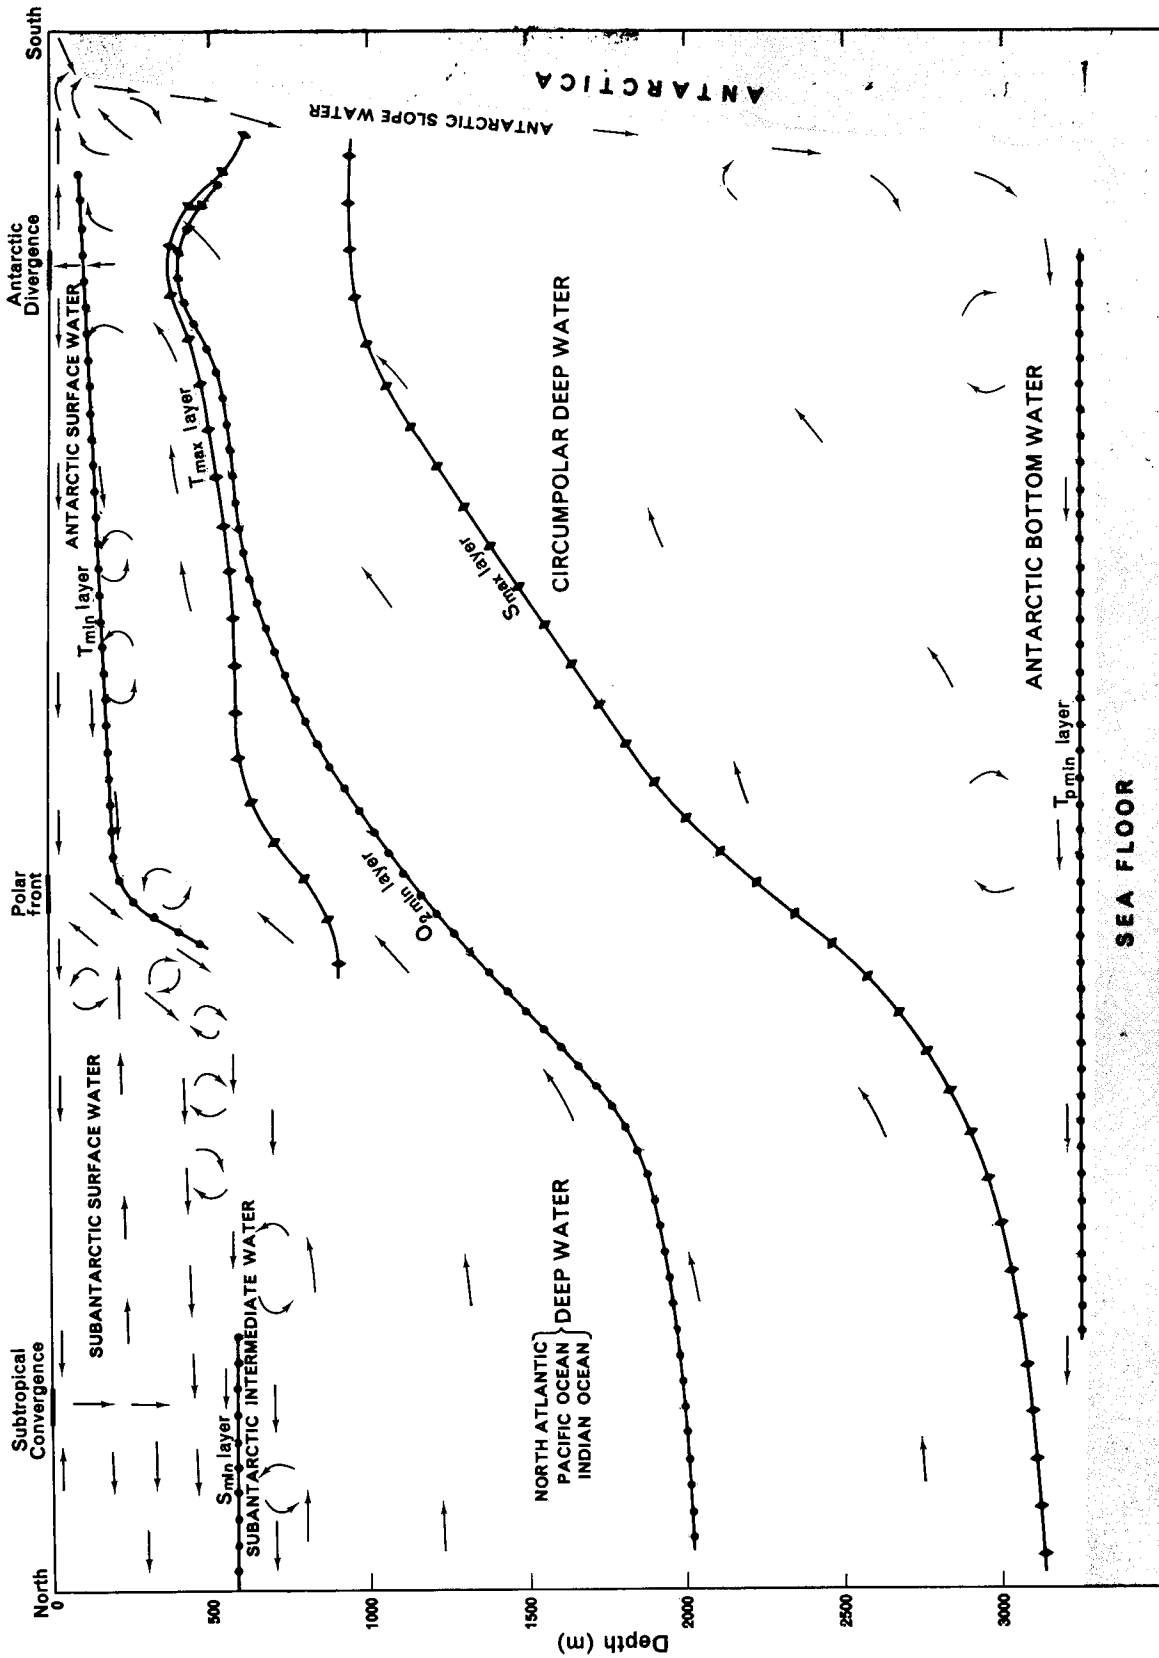 North
Subtropical
Convergence
Polar
front
Antarctic
Divergence
South
0
500
1000
1500
2000
2500
3000
Depth (m)
SUBANTARCTIC SURFACE WATER
ANTARCTIC SURFACE WATER
Tmin layer
Tmax layer
Smin layer
SUBANTARCTIC INTERMEDIATE WATER
ANTARCTIC SLOPE WATER
ANTARCTICA
O2 min layer
Smax layer
CIRCUMPOLAR DEEP WATER
NORTH ATLANTIC
PACIFIC OCEAN
INDIAN OCEAN
DEEP WATER
ANTARCTIC BOTTOM WATER
Tpmin layer
SEA FLOOR